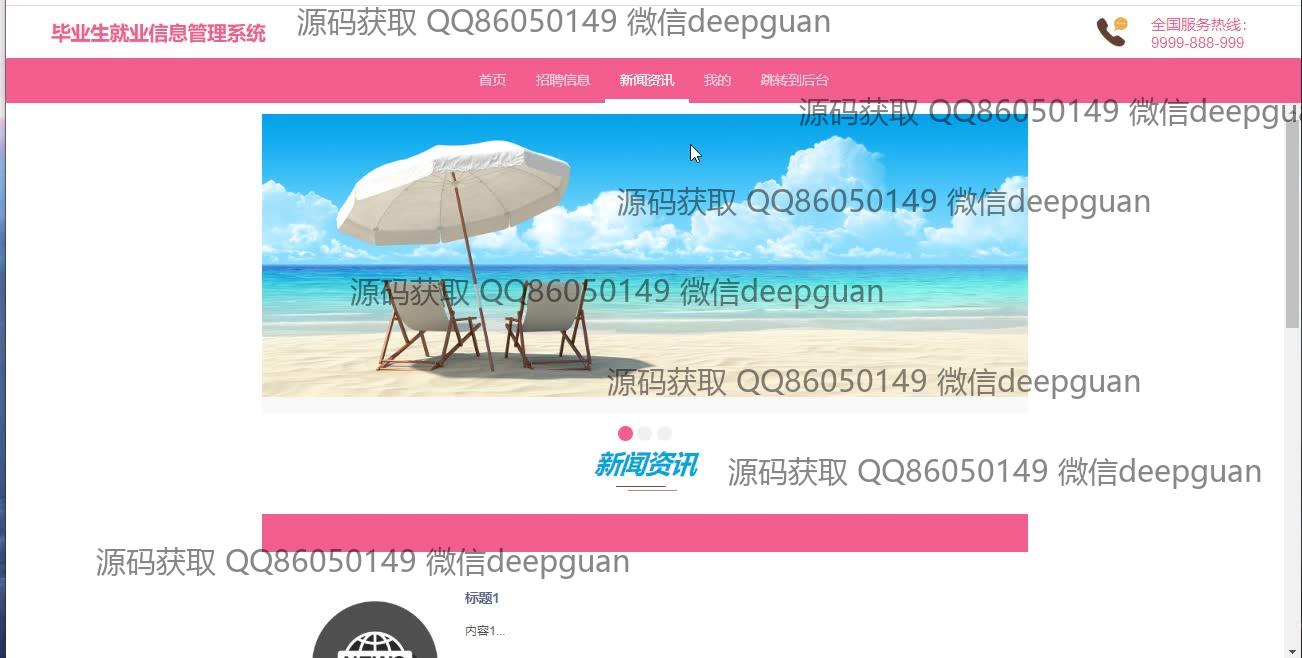 毕业生就业信息管理系统
源码获取 QQ86050149 微信deepguan
全国服务热线:
9999-888-999
首页 招聘信息 新闻资讯 我的 跳转到后台
源码获取 QQ86050149 微信deepgu
源码获取 QQ86050149 微信deepguan
源码获取 QQ86050149 微信deepguan
源码获取 QQ86050149 微信deepguan
新闻资讯
源码获取 QQ86050149 微信deepguan
源码获取 QQ86050149 微信deepguan
标题1
内容1...
NEWS